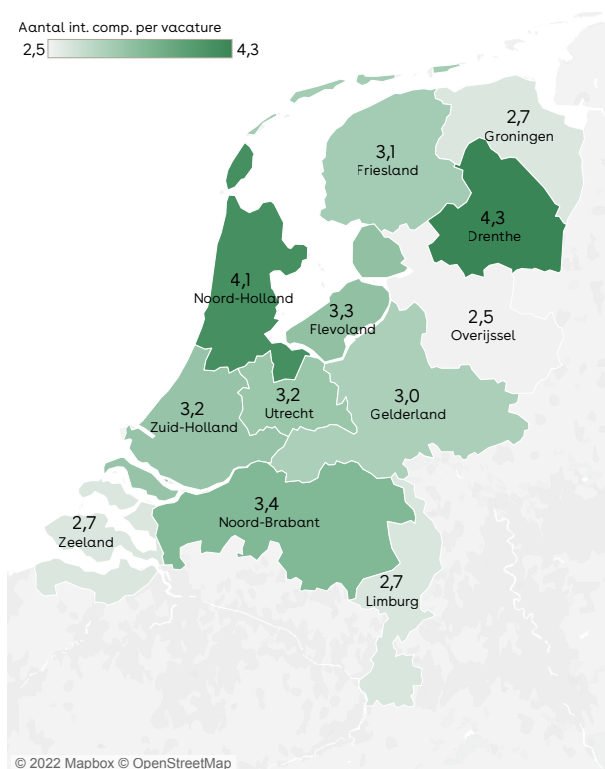 Aantal int. comp. per vacature
2,5 4,3
2,7
Groningen
3,1
Friesland
4,3
Drenthe
4,1
Noord-Holland
3,3
Flevoland
2,5
Overijssel
3,2
Zuid-Holland
3,2
Utrecht
3,0
Gelderland
3,4
Noord-Brabant
2,7
Zeeland
2,7
Limburg
© 2022 Mapbox © OpenStreetMap